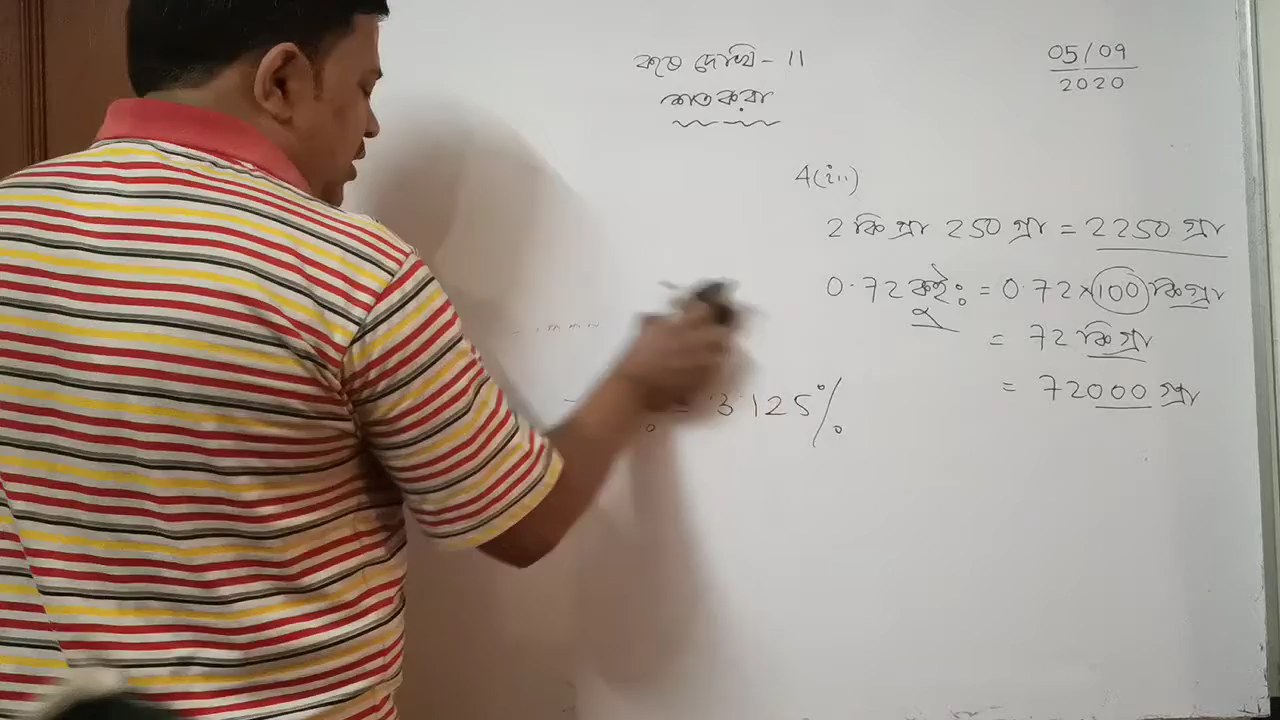 কষে দেখি - 11
শতকরা
05/09
2020
4(iii)
2 কি গ্রা 250 গ্রা = 2250 গ্রা
0.72 কুইঃ = 0.72 × 100 কিগ্রা
= 72 কিগ্রা
= 72000 গ্রা
= 3.125%